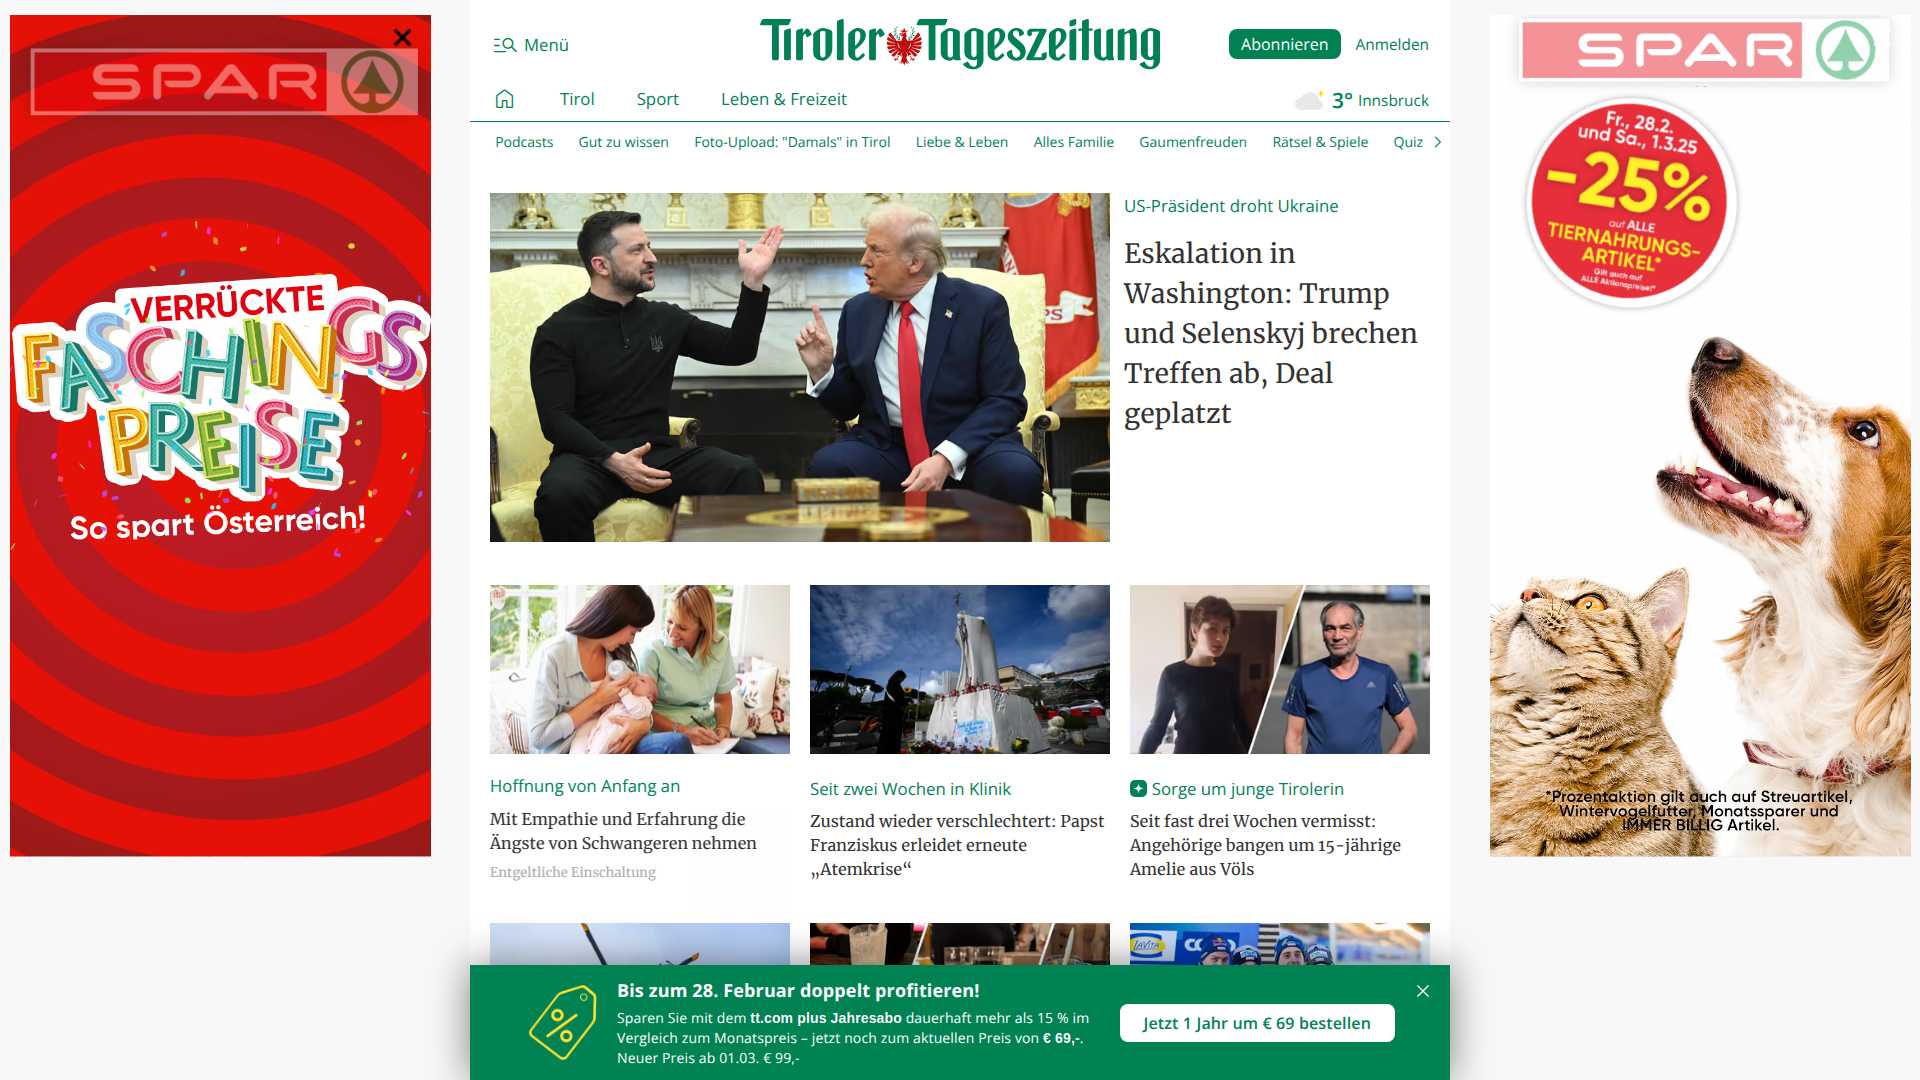 SPAR
VERRÜCKTE
FASCHINGS
PREISE
So spart Österreich!
Menü
Tiroler Tageszeitung
Abonnieren
Anmelden
Tirol
Sport
Leben & Freizeit
3° Innsbruck
Podcasts
Gut zu wissen
Foto-Upload: "Damals" in Tirol
Liebe & Leben
Alles Familie
Gaumenfreuden
Rätsel & Spiele
Quiz
US-Präsident droht Ukraine
Eskalation in
Washington: Trump
und Selenskyj brechen
Treffen ab, Deal
geplatzt
Hoffnung von Anfang an
Mit Empathie und Erfahrung die
Ängste von Schwangeren nehmen
Entgeltliche Einschaltung
Seit zwei Wochen in Klinik
Zustand wieder verschlechtert: Papst
Franziskus erleidet erneute
„Atemkrise“
Sorge um junge Tirolerin
Seit fast drei Wochen vermisst:
Angehörige bangen um 15-jährige
Amelie aus Völs
LAVITA
Bis zum 28. Februar doppelt profitieren!
Sparen Sie mit dem tt.com plus Jahresabo dauerhaft mehr als 15 % im
Vergleich zum Monatspreis – jetzt noch zum aktuellen Preis von € 69,-.
Neuer Preis ab 01.03. € 99,-
Jetzt 1 Jahr um € 69 bestellen
SPAR
Fr., 28.2.
und Sa., 1.3.25
-25%
auf ALLE
TIERNAHRUNGS-
ARTIKEL*
Gilt auch auf
ALLE Aktionspreise!*
*Prozentaktion gilt auch auf Streuartikel,
Wintervogelfutter, Monatssparer und
IMMER BILLIG Artikel.